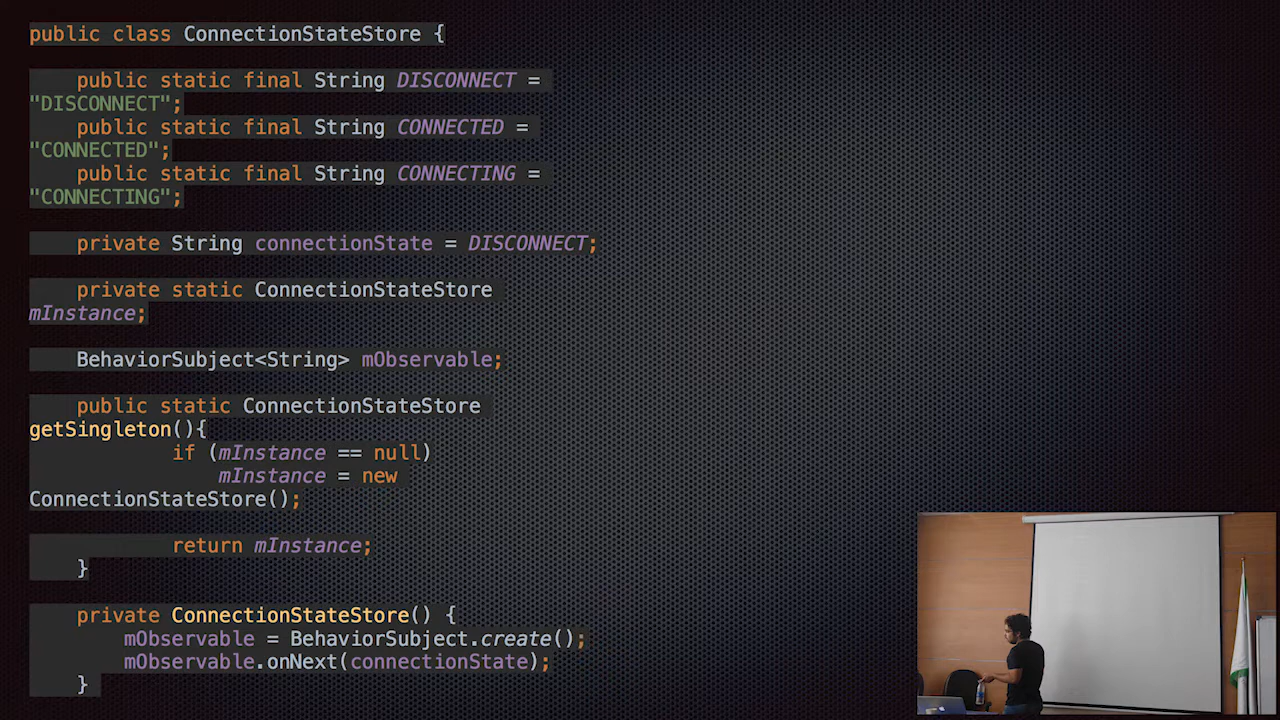 public class ConnectionStateStore {
public static final String DISCONNECT =
"DISCONNECT";
public static final String CONNECTED =
"CONNECTED";
public static final String CONNECTING =
"CONNECTING";
private String connectionState = DISCONNECT;
private static ConnectionStateStore
mInstance;
BehaviorSubject<String> mObservable;
public static ConnectionStateStore
getSingleton(){
if (mInstance == null)
mInstance = new
ConnectionStateStore();
return mInstance;
}
private ConnectionStateStore() {
mObservable = BehaviorSubject.create();
mObservable.onNext(connectionState);
}